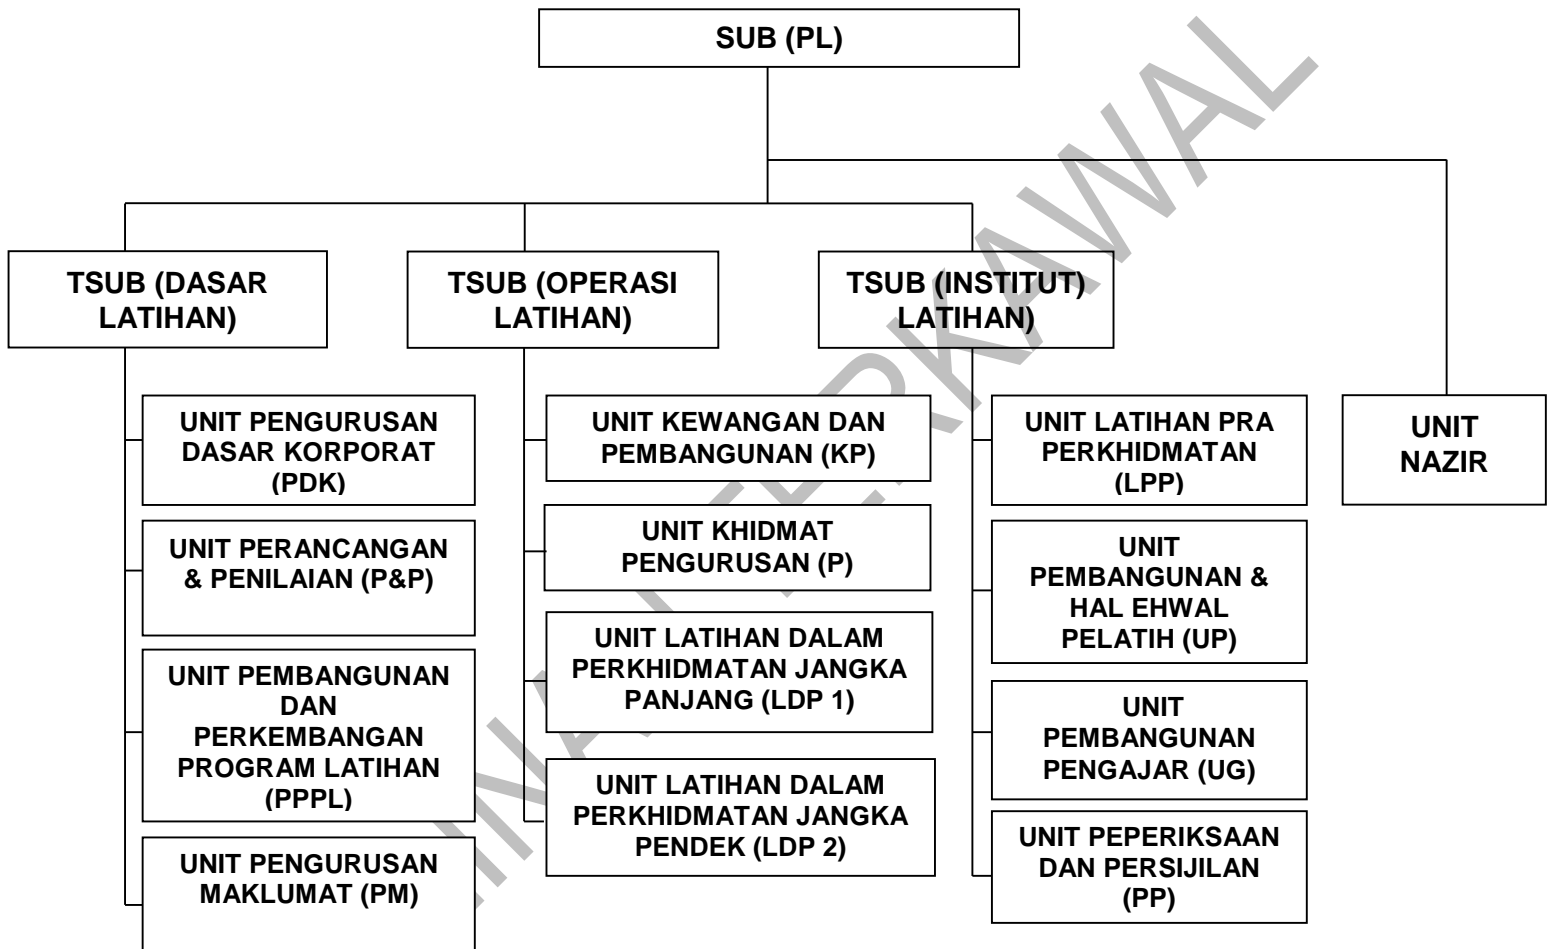 SUB (PL)
TSUB (DASAR
LATIHAN)
TSUB (OPERASI
LATIHAN)
TSUB (INSTITUT)
LATIHAN)
UNIT PENGURUSAN
DASAR KORPORAT
(PDK)
UNIT PERANCANGAN
& PENILAIAN (P&P)
UNIT PEMBANGUNAN
DAN
PERKEMBANGAN
PROGRAM LATIHAN
(PPPL)
UNIT PENGURUSAN
MAKLUMAT (PM)
UNIT KEWANGAN DAN
PEMBANGUNAN (KP)
UNIT KHIDMAT
PENGURUSAN (P)
UNIT LATIHAN DALAM
PERKHIDMATAN JANGKA
PANJANG (LDP 1)
UNIT LATIHAN DALAM
PERKHIDMATAN JANGKA
PENDEK (LDP 2)
UNIT LATIHAN PRA
PERKHIDMATAN
(LPP)
UNIT
PEMBANGUNAN &
HAL EHWAL
PELATIH (UP)
UNIT
PEMBANGUNAN
PENGAJAR (UG)
UNIT PEPERIKSAAN
DAN PERSIJILAN
(PP)
UNIT
NAZIR